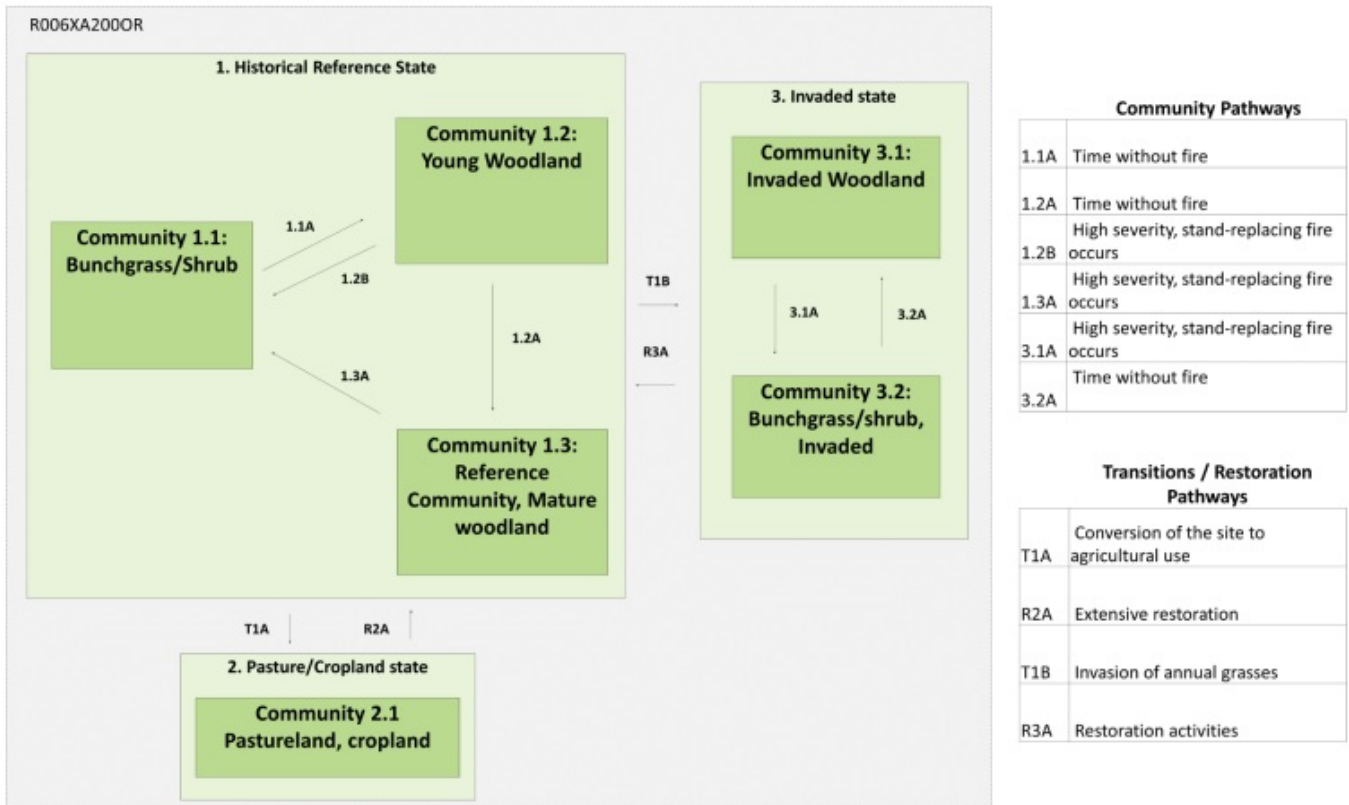 R006XA200OR
1. Historical Reference State
Community 1.1:
Bunchgrass/Shrub
Community 1.2:
Young Woodland
1.1A
1.2B
1.2A
1.3A
Community 1.3:
Reference
Community, Mature
woodland
T1B
R3A
3. Invaded state
Community 3.1:
Invaded Woodland
3.1A
3.2A
Community 3.2:
Bunchgrass/shrub,
Invaded
T1A
R2A
2. Pasture/Cropland state
Community 2.1
Pastureland, cropland
Community Pathways
1.1A Time without fire
1.2A Time without fire
High severity, stand-replacing fire
1.2B occurs
High severity, stand-replacing fire
1.3A occurs
High severity, stand-replacing fire
3.1A occurs
Time without fire
3.2A
Transitions / Restoration
Pathways
Conversion of the site to
T1A agricultural use
R2A Extensive restoration
T1B Invasion of annual grasses
R3A Restoration activities